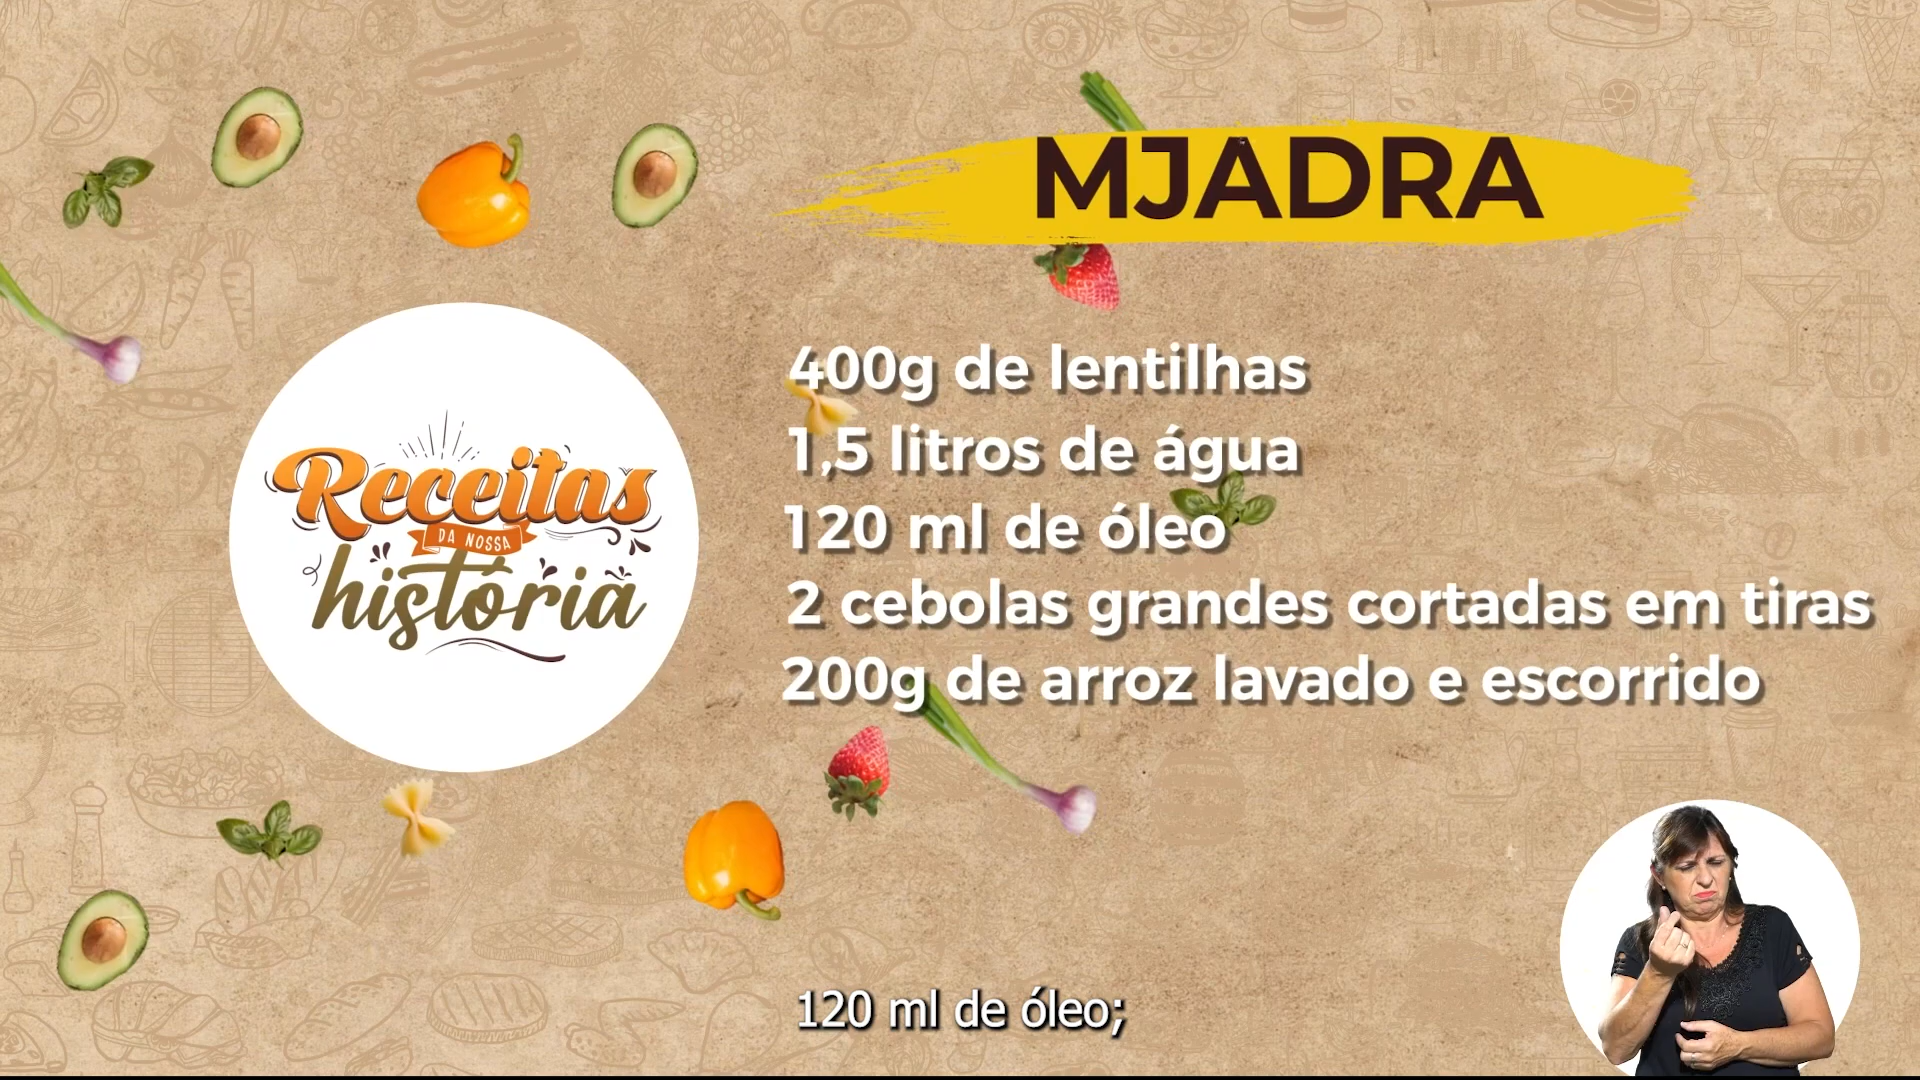 MJADRA
400g de lentilhas
1,5 litros de água
120 ml de óleo
2 cebolas grandes cortadas em tiras
200g de arroz lavado e escorrido
Receitas
DA NOSSA
história
120 ml de óleo;